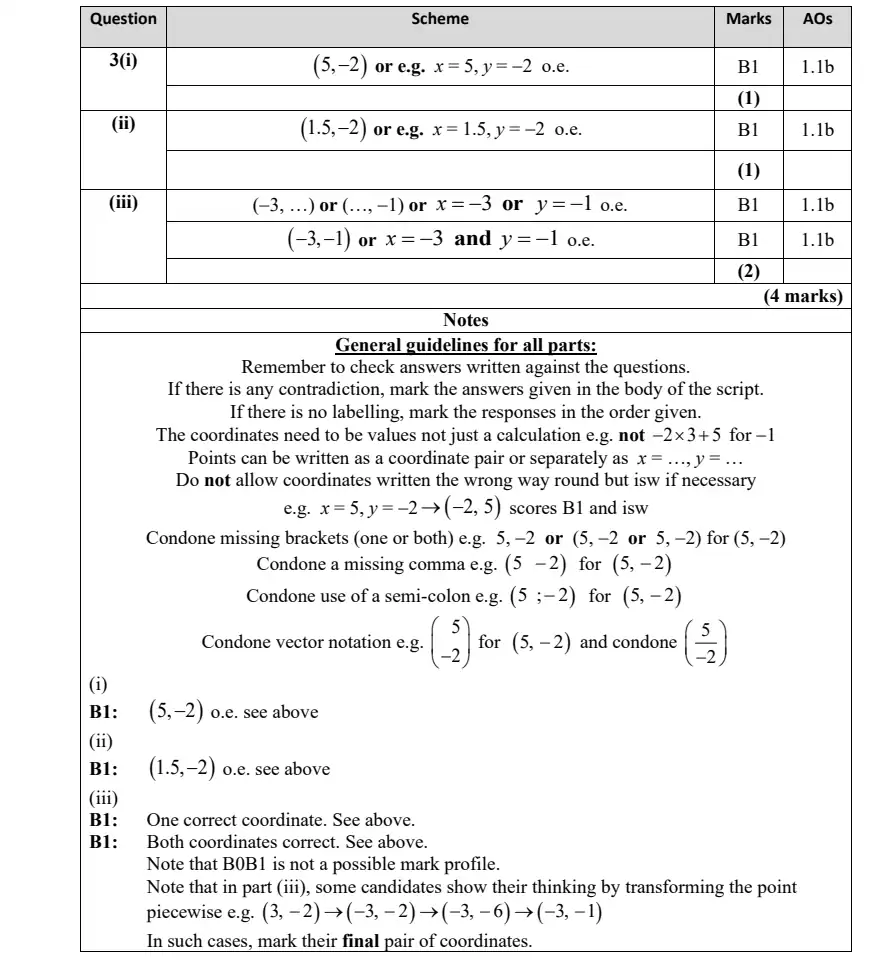 Question Scheme Marks AOs
3(i) (5,−2) or e.g. x = 5, y = −2 o.e. B1 1.1b
(1)
(ii) (1.5,−2) or e.g. x = 1.5, y = −2 o.e. B1 1.1b
(1)
(iii) (−3, …) or (…, −1) or x = −3 or y = −1 o.e. B1 1.1b
(−3,−1) or x = −3 and y = −1 o.e. B1 1.1b
(2)
(4 marks)
Notes
General guidelines for all parts:
Remember to check answers written against the questions.
If there is any contradiction, mark the answers given in the body of the script.
If there is no labelling, mark the responses in the order given.
The coordinates need to be values not just a calculation e.g. not −2×3+5 for −1
Points can be written as a coordinate pair or separately as x = …, y = …
Do not allow coordinates written the wrong way round but isw if necessary
e.g. x = 5, y = −2 → (−2, 5) scores B1 and isw
Condone missing brackets (one or both) e.g. 5, −2 or (5, −2 or 5, −2) for (5, −2)
Condone a missing comma e.g. (5 −2) for (5, −2)
Condone use of a semi-colon e.g. (5 ;−2) for (5, −2)
Condone vector notation e.g. (5 −2) for (5, −2) and condone (5/−2)
(i)
B1: (5,−2) o.e. see above
(ii)
B1: (1.5,−2) o.e. see above
(iii)
B1: One correct coordinate. See above.
B1: Both coordinates correct. See above.
Note that B0B1 is not a possible mark profile.
Note that in part (iii), some candidates show their thinking by transforming the point
piecewise e.g. (3, −2) → (−3, −2) → (−3, −6) → (−3, −1)
In such cases, mark their final pair of coordinates.